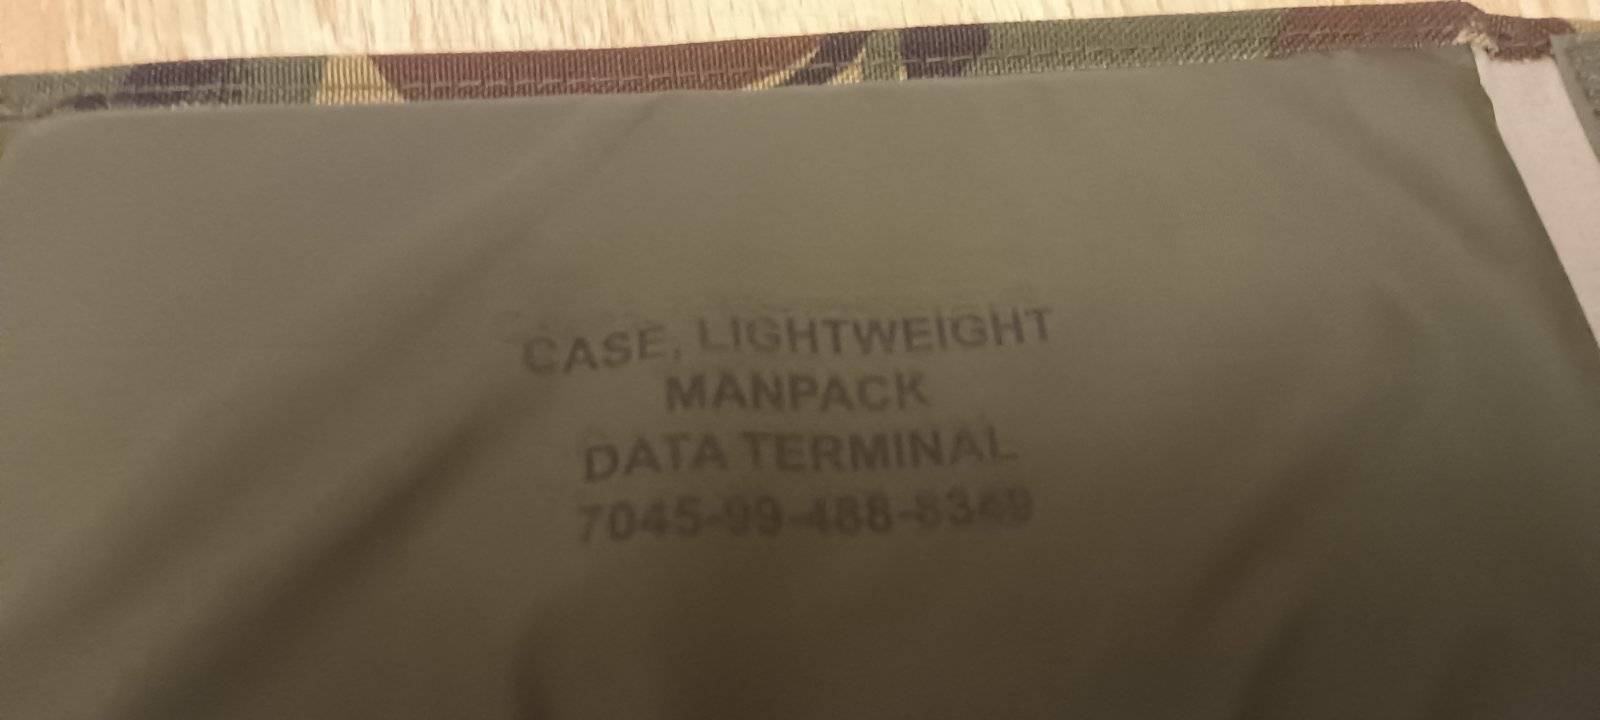 CASE, LIGHTWEIGHT
MANPACK
DATA TERMINAL
7045-99-488-8349